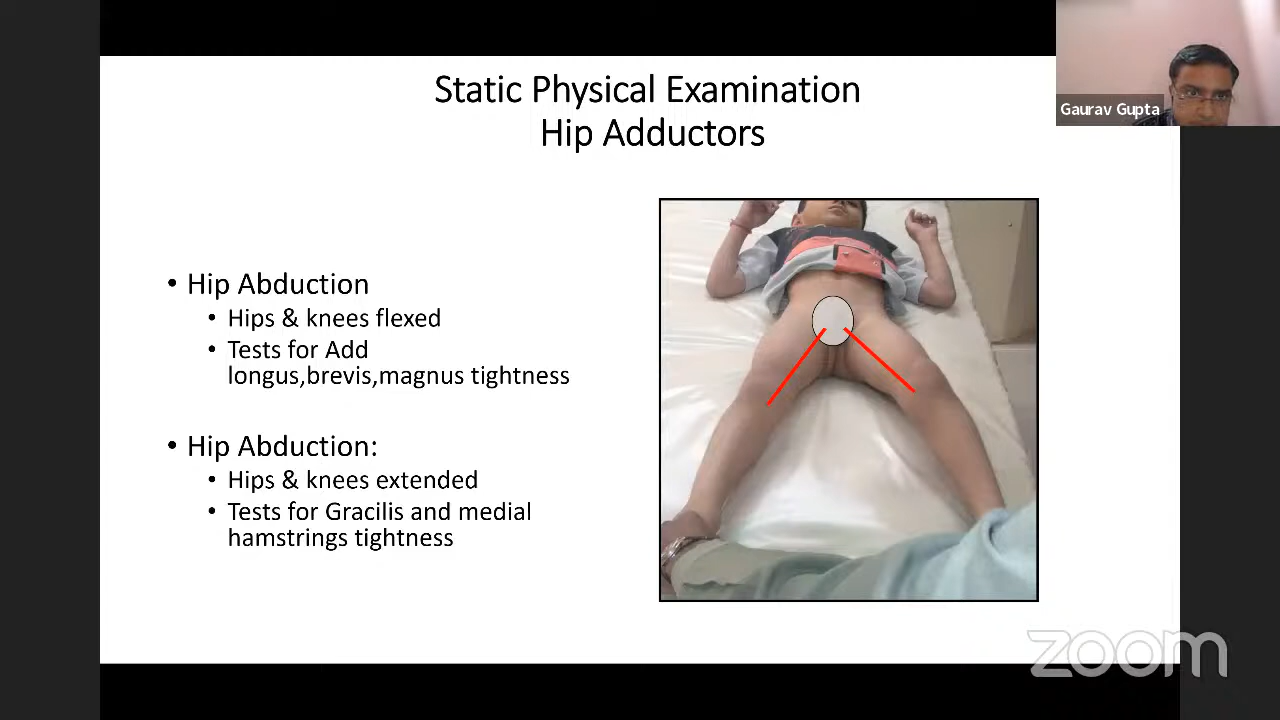 Static Physical Examination
Hip Adductors
Gaurav Gupta
• Hip Abduction
• Hips & knees flexed
• Tests for Add
longus,brevis,magnus tightness
• Hip Abduction:
• Hips & knees extended
• Tests for Gracilis and medial
hamstrings tightness
zoom